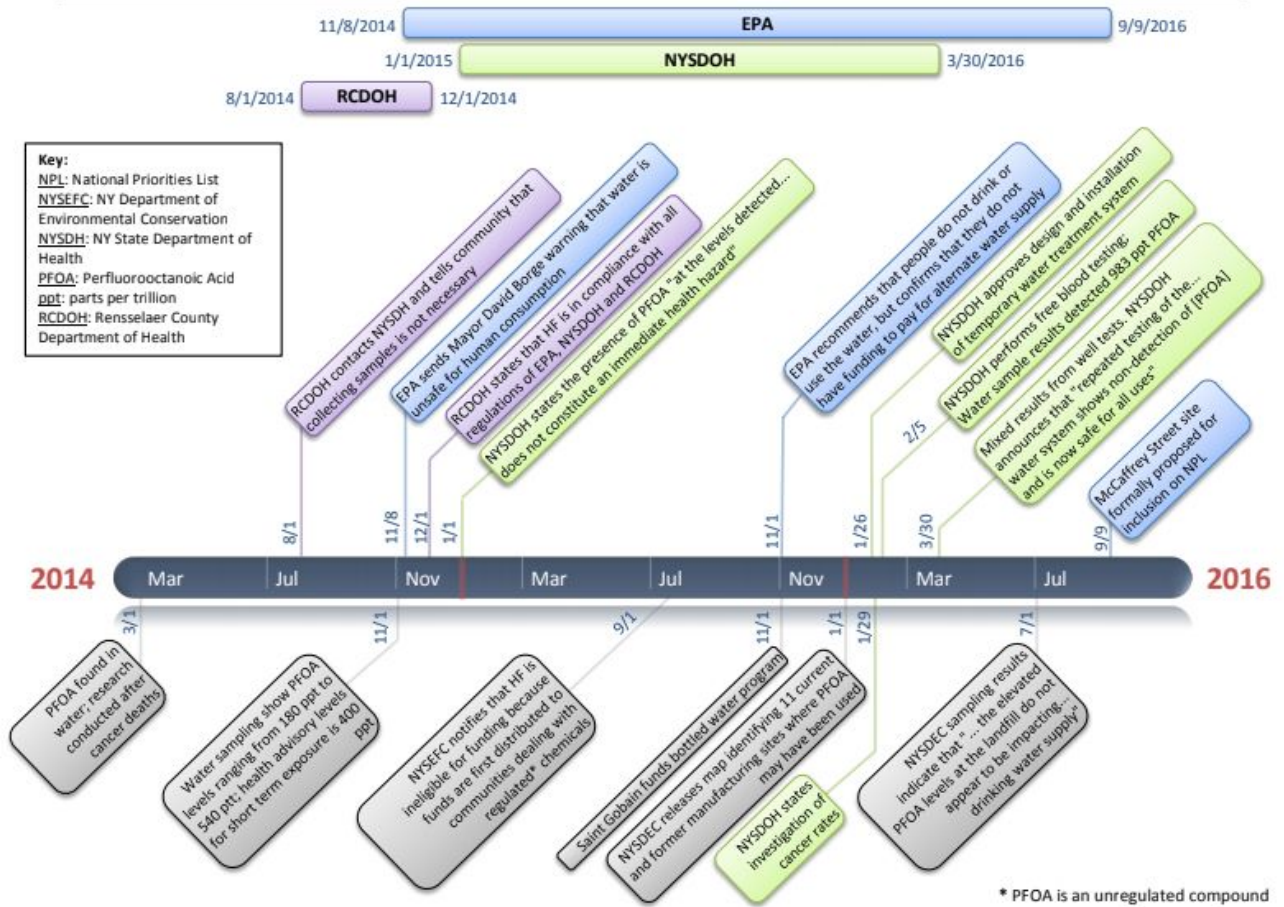 11/8/2014 EPA 9/9/2016
1/1/2015 NYSDOH 3/30/2016
8/1/2014 RCDOH 12/1/2014
Key:
NPL: National Priorities List
NYSEFC: NY Department of
Environmental Conservation
NYSDH: NY State Department of
Health
PFOA: Perfluorooctanoic Acid
ppt: parts per trillion
RCDOH: Rensselaer County
Department of Health
RCDOH contacts NYSDH and tells community that
collecting samples is not necessary
EPA sends Mayor David Borge warning that water is
unsafe for human consumption
RCDOH states that HF is in compliance with all
regulations of EPA, NYSDOH and RCDOH
NYSDOH states the presence of PFOA "at the levels detected...
does not constitute an immediate health hazard"
EPA recommends that people do not drink or
use the water, but confirms that they do not
have funding to pay for alternate water supply
NYSDOH approves design and installation
of temporary water treatment system
NYSDOH performs free blood testing;
Water sample results detected 983 ppt PFOA
Mixed results from well tests. NYSDOH
announces that "repeated testing of the...
water system shows non-detection of [PFOA]
and is now safe for all uses"
McCaffrey Street site
formally proposed for
inclusion on NPL
8/1
11/8
12/1
1/1
11/1
1/26
2/5
3/30
9/9
2014 Mar Jul Nov Mar Jul Nov Mar Jul 2016
3/1
11/1
9/1
11/1
1/1
1/29
7/1
PFOA found in
water; research
conducted after
cancer deaths
Water sampling show PFOA
levels ranging from 180 ppt to
540 ppt; health advisory levels
for short term exposure is 400
ppt
NYSEFC notifies that HF is
ineligible for funding because
funds are first distributed to
communities dealing with
regulated* chemicals
Saint Gobain funds bottled water program
NYSDEC releases map identifying 11 current
and former manufacturing sites where PFOA
may have been used
NYSDOH states
investigation of
cancer rates
NYSDEC sampling results
indicate that "... the elevated
PFOA levels at the landfill do not
appear to be impacting...
drinking water supply"
* PFOA is an unregulated compound